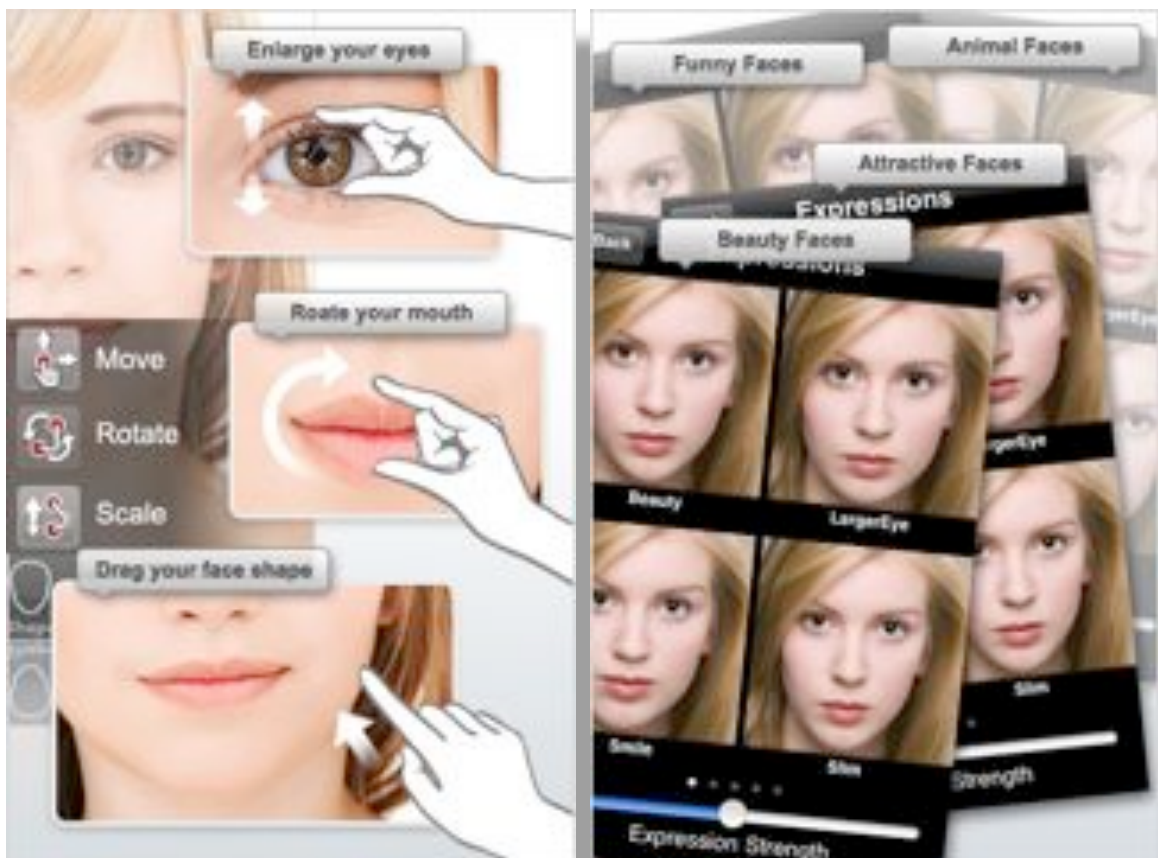 Enlarge your eyes
Roate your mouth
Move
Rotate
Scale
Drag your face shape
Funny Faces
Animal Faces
Attractive Faces
Expressions
Beauty Faces
Beauty
LargerEye
Smile
Slim
Slim
Strength
Expression Strength